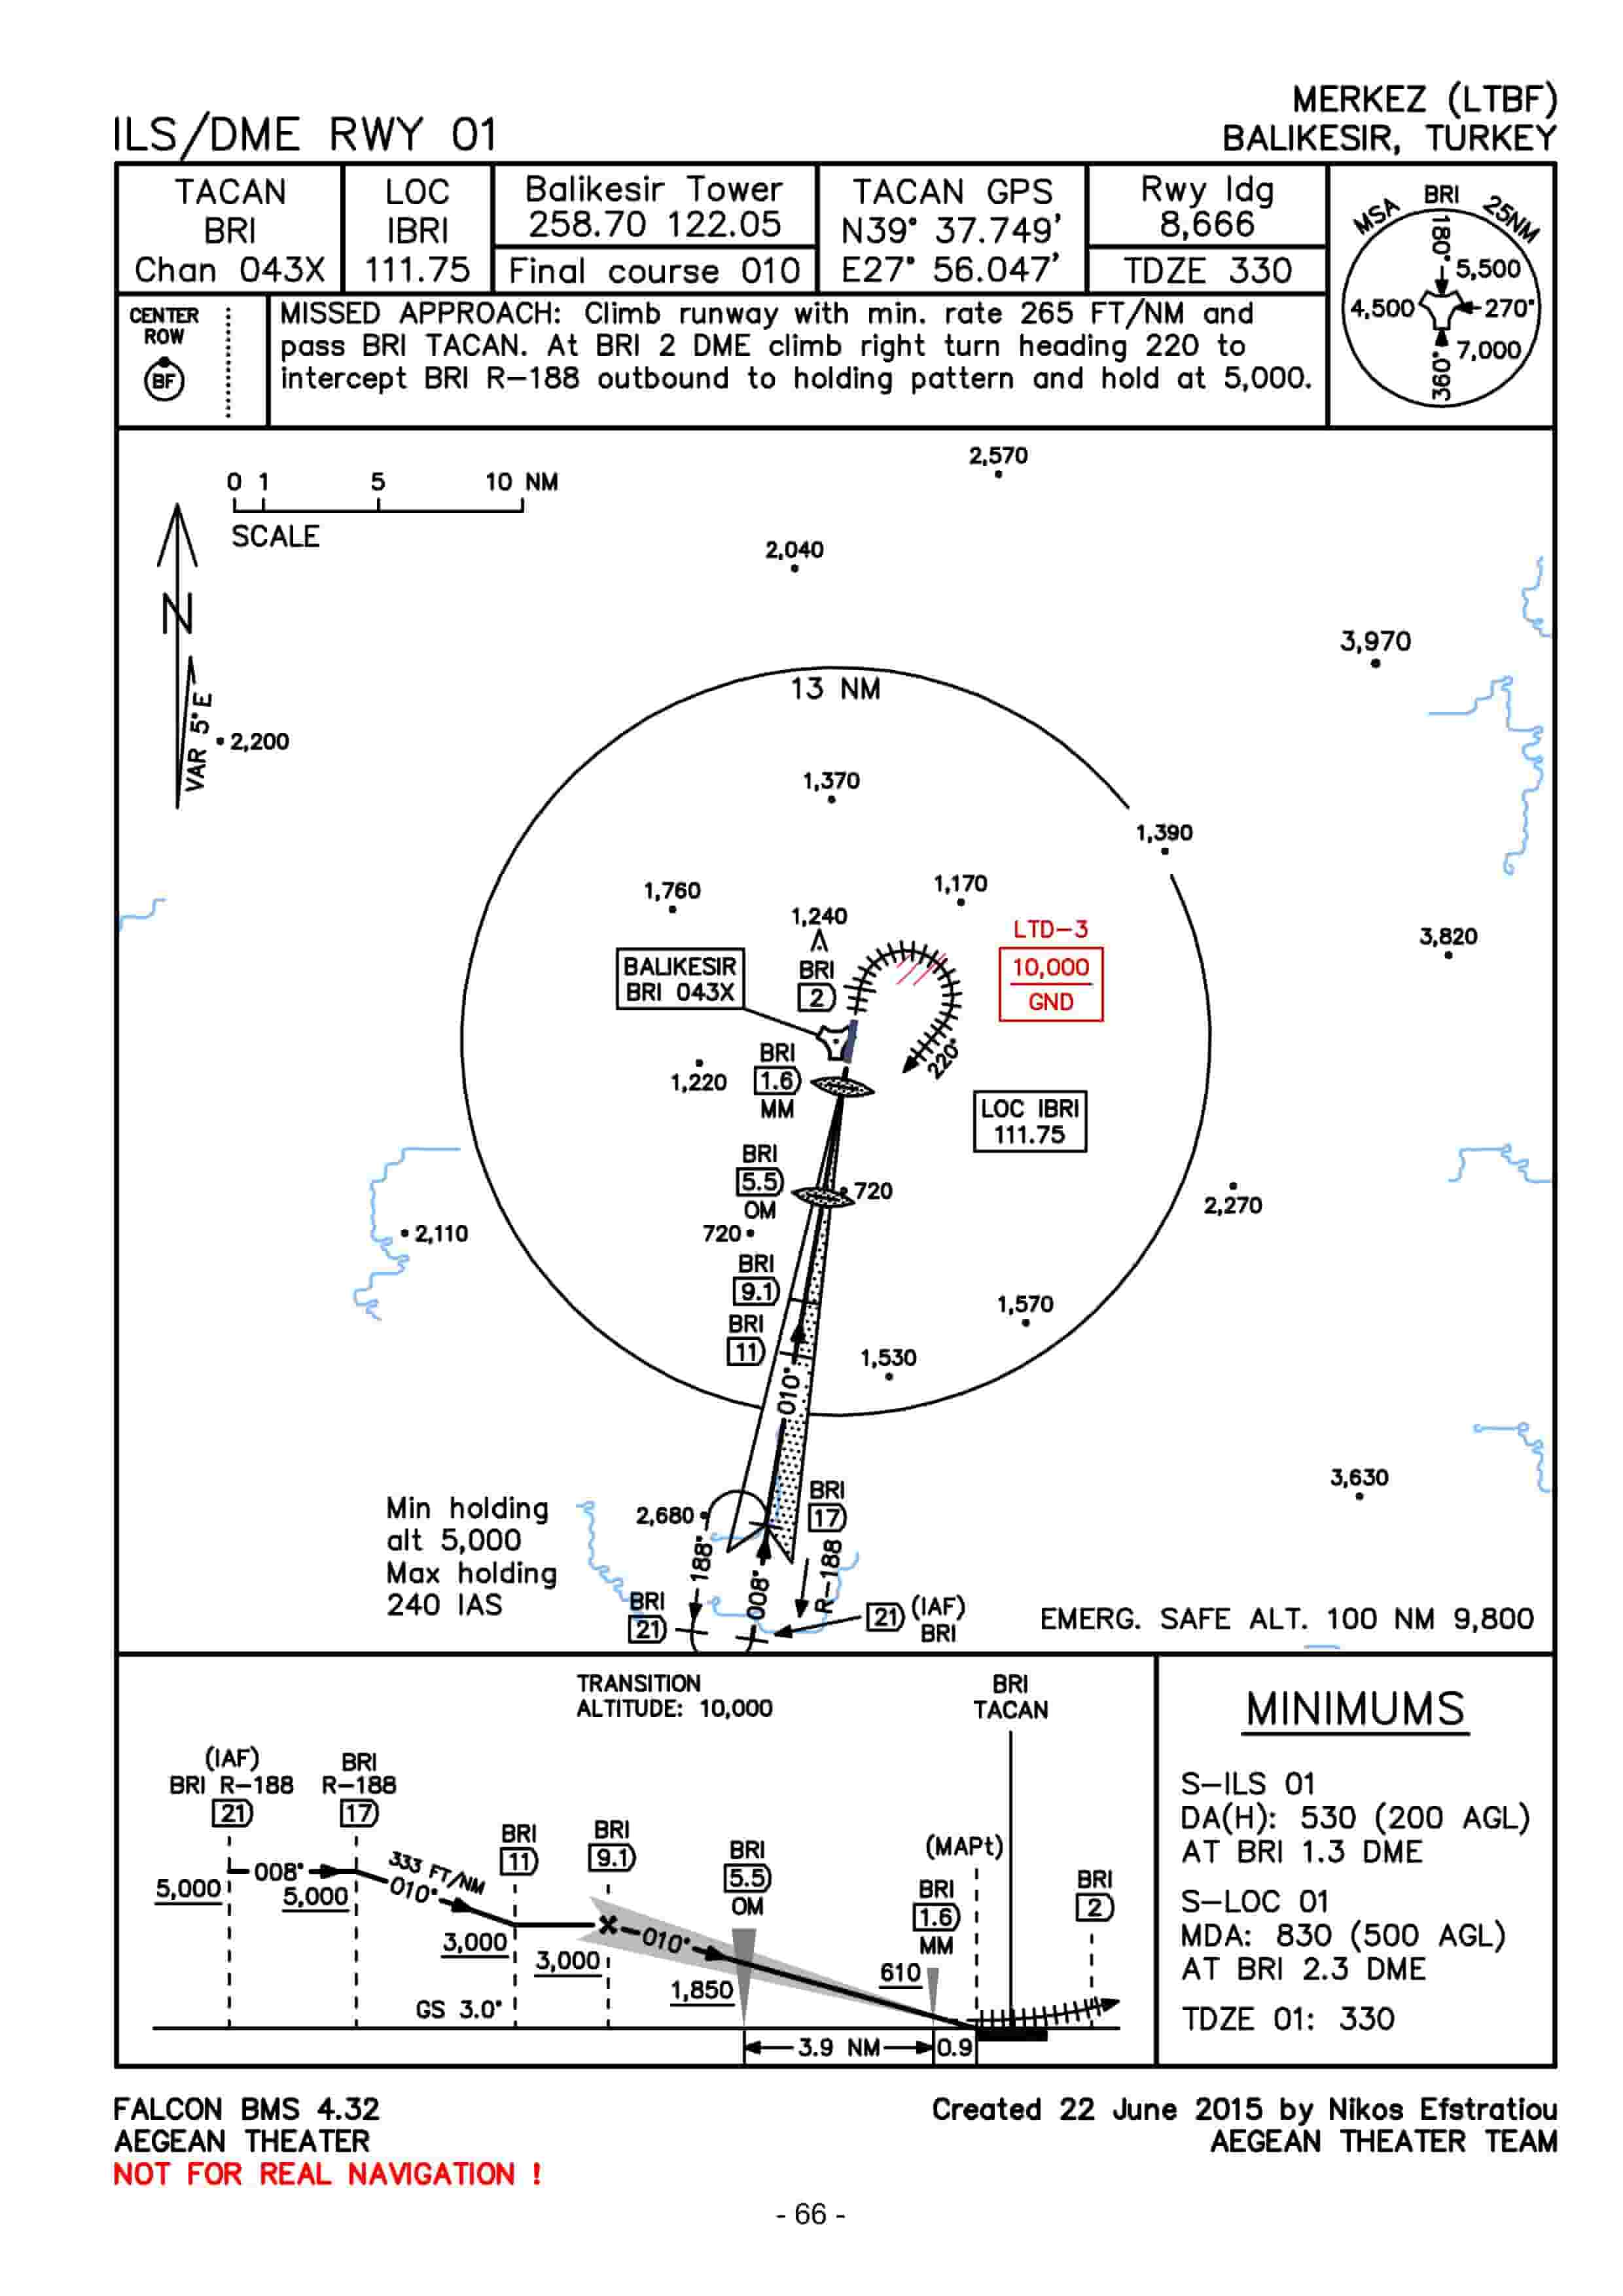 MERKEZ (LTBF)
ILS/DME RWY 01
BALIKESIR, TURKEY
TACAN
BRI
Chan 043X
LOC
IBRI
111.75
Balikesir Tower
258.70 122.05
Final course 010
TACAN GPS
N39° 37.749'
E27° 56.047'
Rwy ldg
8,666
TDZE 330
MSA BRI 25NM
180°
5,500
4,500
270°
7,000
360°
CENTER
ROW
BF
MISSED APPROACH: Climb runway with min. rate 265 FT/NM and
pass BRI TACAN. At BRI 2 DME climb right turn heading 220 to
intercept BRI R-188 outbound to holding pattern and hold at 5,000.
0 1 5 10 NM
SCALE
N
VAR 5°E
2,570
2,040
3,970
13 NM
2,200
1,370
1,390
1,760
1,170
1,240
LTD-3
10,000
GND
3,820
BALIKESIR
BRI 043X
BRI
2
220°
BRI
1.6
MM
1,220
LOC IBRI
111.75
BRI
5.5
OM
720
2,270
720
2,110
BRI
9.1
1,570
BRI
11
1,530
010°
3,630
Min holding
alt 5,000
Max holding
240 IAS
2,680
BRI
17
188°
008°
R-188
BRI
21
21 (IAF)
BRI
EMERG. SAFE ALT. 100 NM 9,800
TRANSITION
ALTITUDE: 10,000
BRI
TACAN
(IAF)
BRI R-188
21
BRI
R-188
17
BRI
11
BRI
9.1
BRI
5.5
OM
(MAPt)
BRI
1.6
MM
BRI
2
008°
333 FT/NM
010°
010°
5,000
5,000
3,000
3,000
1,850
610
GS 3.0°
3.9 NM
0.9
MINIMUMS
S-ILS 01
DA(H): 530 (200 AGL)
AT BRI 1.3 DME
S-LOC 01
MDA: 830 (500 AGL)
AT BRI 2.3 DME
TDZE 01: 330
FALCON BMS 4.32
AEGEAN THEATER
NOT FOR REAL NAVIGATION !
Created 22 June 2015 by Nikos Efstratiou
AEGEAN THEATER TEAM
- 66 -